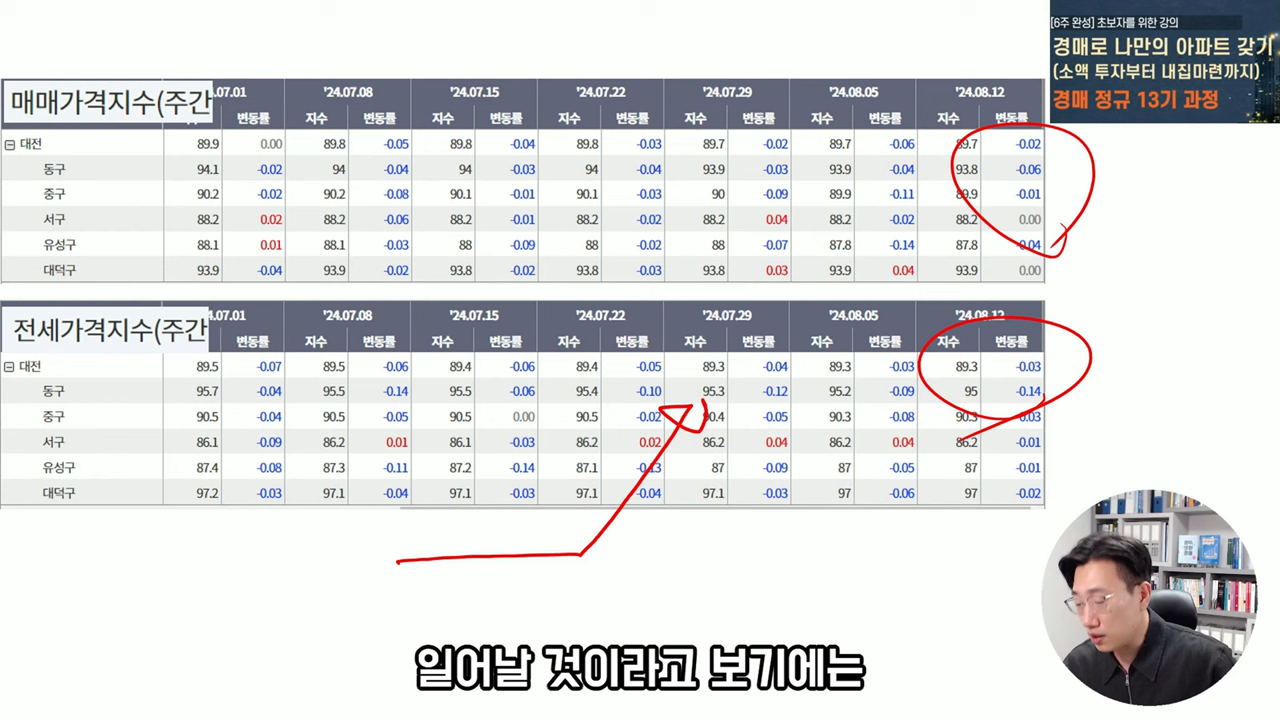 [6주 완성] 초보자를 위한 강의
경매로 나만의 아파트 갖기
(소액 투자부터 내집마련까지)
경매 정규 13기 과정
매매가격지수(주간 .07.01 '24.07.08 '24.07.15 '24.07.22 '24.07.29 '24.08.05 '24.08.12
변동률 지수 변동률 지수 변동률 지수 변동률 지수 변동률 지수 변동률 지수 변동률
대전 89.9 0.00 89.8 -0.05 89.8 -0.04 89.8 -0.03 89.7 -0.02 89.7 -0.06 89.7 -0.02
동구 94.1 -0.02 94 -0.04 94 -0.03 94 -0.04 93.9 -0.03 93.9 -0.04 93.8 -0.06
중구 90.2 -0.02 90.2 -0.08 90.1 -0.01 90.1 -0.03 90 -0.09 89.9 -0.11 89.9 -0.01
서구 88.2 0.02 88.2 -0.06 88.2 -0.01 88.2 -0.02 88.2 0.04 88.2 -0.02 88.2 0.00
유성구 88.1 0.01 88.1 -0.03 88 -0.09 88 -0.02 88 -0.07 87.8 -0.14 87.8 -0.04
대덕구 93.9 -0.04 93.9 -0.02 93.8 -0.02 93.8 -0.03 93.8 0.03 93.9 0.04 93.9 0.00
전세가격지수(주간 .07.01 '24.07.08 '24.07.15 '24.07.22 '24.07.29 '24.08.05 '24.08.12
변동률 지수 변동률 지수 변동률 지수 변동률 지수 변동률 지수 변동률 지수 변동률
대전 89.5 -0.07 89.5 -0.06 89.4 -0.06 89.4 -0.05 89.3 -0.04 89.3 -0.03 89.3 -0.03
동구 95.7 -0.04 95.5 -0.14 95.5 -0.06 95.4 -0.10 95.3 -0.12 95.2 -0.09 95 -0.14
중구 90.5 -0.04 90.5 -0.05 90.5 0.00 90.5 -0.02 90.4 -0.05 90.3 -0.08 90.3 -0.03
서구 86.1 -0.09 86.2 0.01 86.1 -0.03 86.2 0.02 86.2 0.04 86.2 0.04 86.2 -0.01
유성구 87.4 -0.08 87.3 -0.11 87.2 -0.14 87.1 -0.13 87 -0.09 87 -0.05 87 -0.01
대덕구 97.2 -0.03 97.1 -0.04 97.1 -0.03 97.1 -0.04 97.1 -0.03 97 -0.06 97 -0.02
일어날 것이라고 보기에는